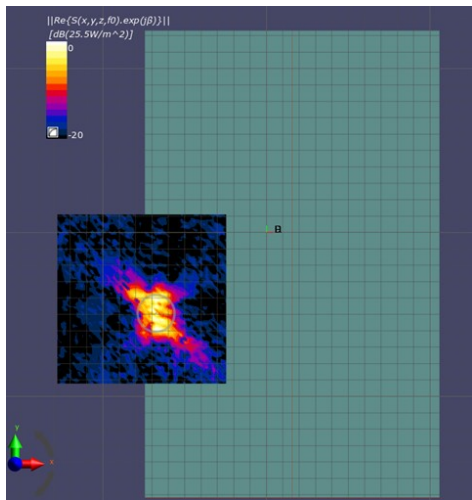 ||Re{S(x,y,z,f0).exp(jβ)}||
[dB(25.5W/m^2)]
0
-20
y
x